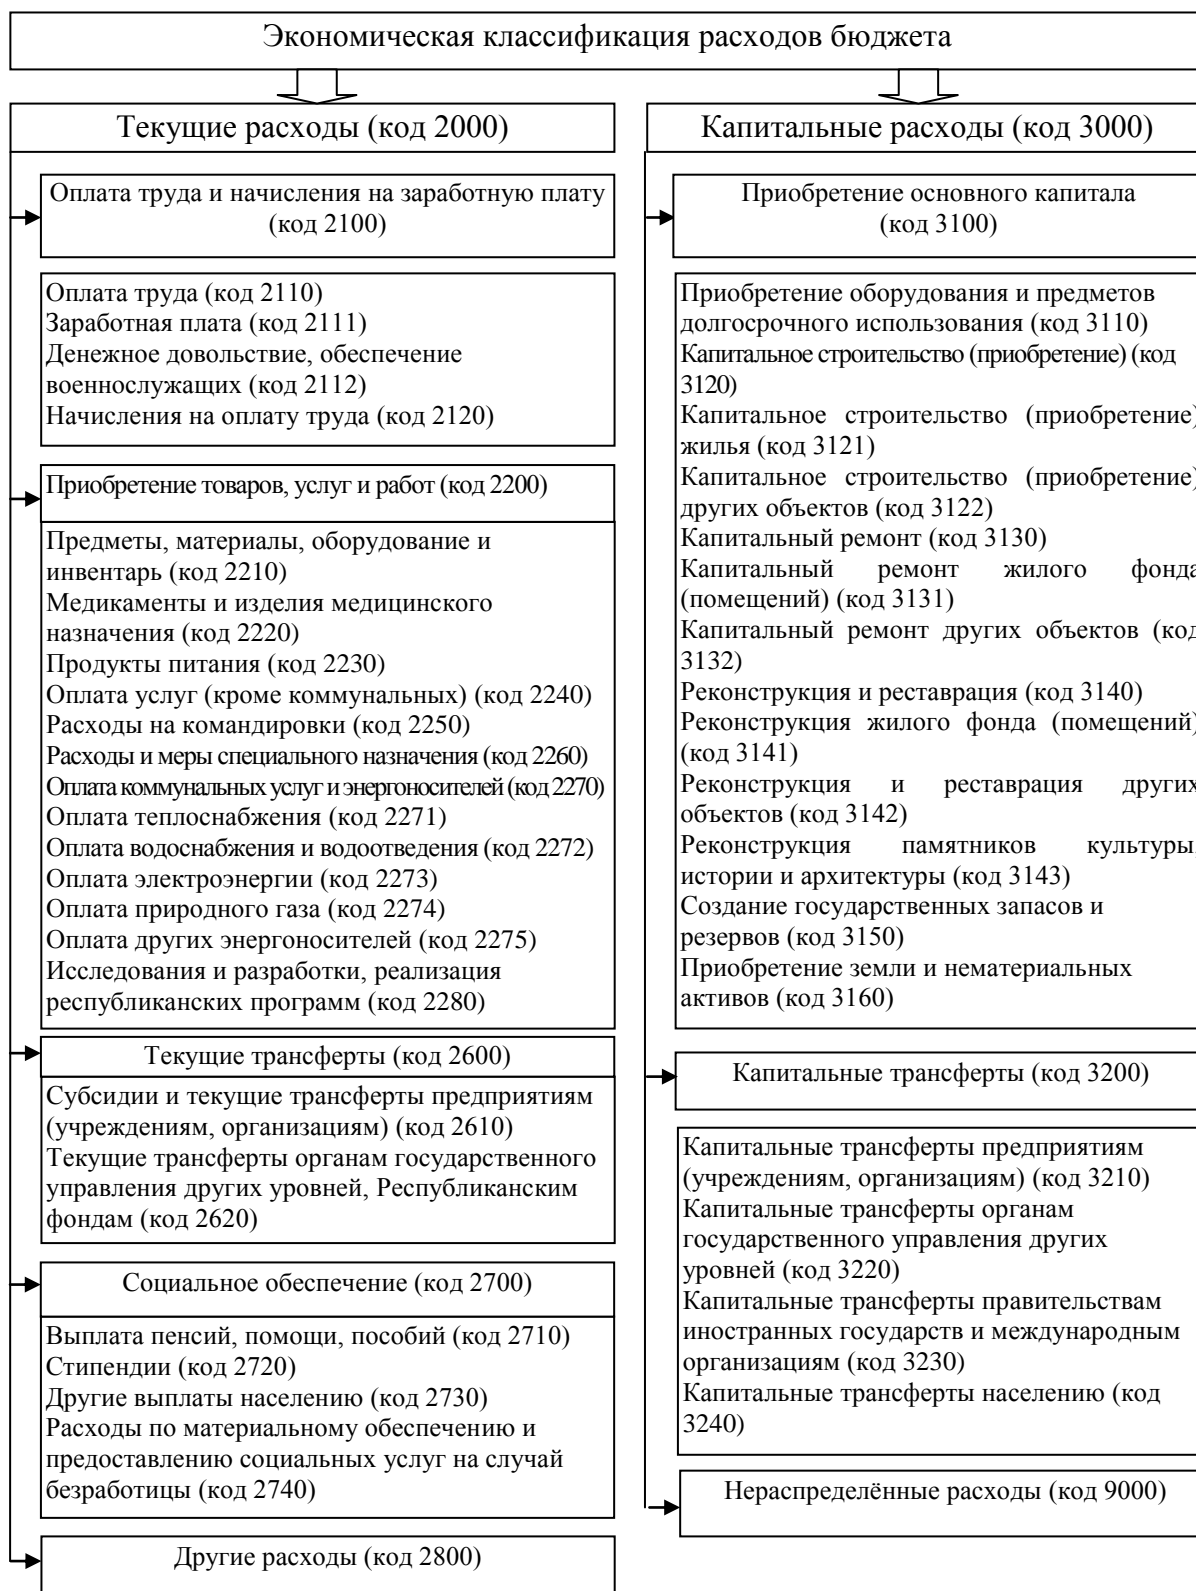 Экономическая классификация расходов бюджета
Текущие расходы (код 2000)
Оплата труда и начисления на заработную плату
(код 2100)
Оплата труда (код 2110)
Заработная плата (код 2111)
Денежное довольствие, обеспечение
военнослужащих (код 2112)
Начисления на оплату труда (код 2120)
Приобретение товаров, услуг и работ (код 2200)
Предметы, материалы, оборудование и
инвентарь (код 2210)
Медикаменты и изделия медицинского
назначения (код 2220)
Продукты питания (код 2230)
Оплата услуг (кроме коммунальных) (код 2240)
Расходы на командировки (код 2250)
Расходы и меры специального назначения (код 2260)
Оплата коммунальных услуг и энергоносителей (код 2270)
Оплата теплоснабжения (код 2271)
Оплата водоснабжения и водоотведения (код 2272)
Оплата электроэнергии (код 2273)
Оплата природного газа (код 2274)
Оплата других энергоносителей (код 2275)
Исследования и разработки, реализация
республиканских программ (код 2280)
Текущие трансферты (код 2600)
Субсидии и текущие трансферты предприятиям
(учреждениям, организациям) (код 2610)
Текущие трансферты органам государственного
управления других уровней, Республиканским
фондам (код 2620)
Социальное обеспечение (код 2700)
Выплата пенсий, помощи, пособий (код 2710)
Стипендии (код 2720)
Другие выплаты населению (код 2730)
Расходы по материальному обеспечению и
предоставлению социальных услуг на случай
безработицы (код 2740)
Другие расходы (код 2800)
Капитальные расходы (код 3000)
Приобретение основного капитала
(код 3100)
Приобретение оборудования и предметов
долгосрочного использования (код 3110)
Капитальное строительство (приобретение) (код
3120)
Капитальное строительство (приобретение)
жилья (код 3121)
Капитальное строительство (приобретение)
других объектов (код 3122)
Капитальный ремонт (код 3130)
Капитальный ремонт жилого фонда
(помещений) (код 3131)
Капитальный ремонт других объектов (код
3132)
Реконструкция и реставрация (код 3140)
Реконструкция жилого фонда (помещений)
(код 3141)
Реконструкция и реставрация других
объектов (код 3142)
Реконструкция памятников культуры,
истории и архитектуры (код 3143)
Создание государственных запасов и
резервов (код 3150)
Приобретение земли и нематериальных
активов (код 3160)
Капитальные трансферты (код 3200)
Капитальные трансферты предприятиям
(учреждениям, организациям) (код 3210)
Капитальные трансферты органам
государственного управления других
уровней (код 3220)
Капитальные трансферты правительствам
иностранных государств и международным
организациям (код 3230)
Капитальные трансферты населению (код
3240)
Нераспределённые расходы (код 9000)